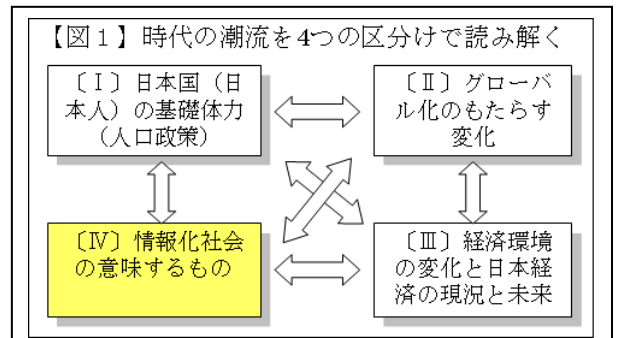 【図1】時代の潮流を4つの区分けで読み解く
〔Ⅰ〕日本国（日
本人）の基礎体力
（人口政策）
〔Ⅱ〕グローバ
ル化のもたらす
変化
〔Ⅳ〕情報化社会
の意味するもの
〔Ⅲ〕経済環境
の変化と日本経
済の現況と未来